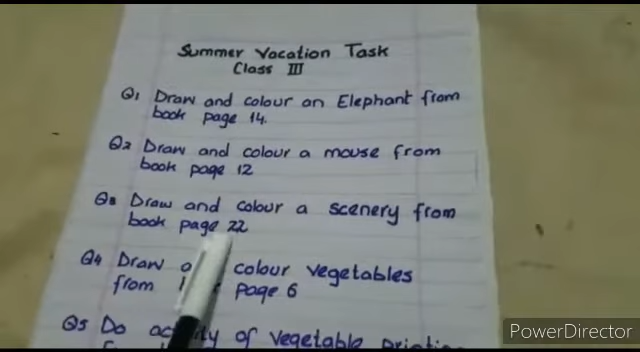 Summer Vacation Task
Class III
Q1 Draw and colour an Elephant from
book page 14.
Q2 Draw and colour a mouse from
book page 12
Q3 Draw and colour a scenery from
book page 22
Q4 Draw colour vegetables
from page 6
Q5 Do of vegetable
PowerDirector